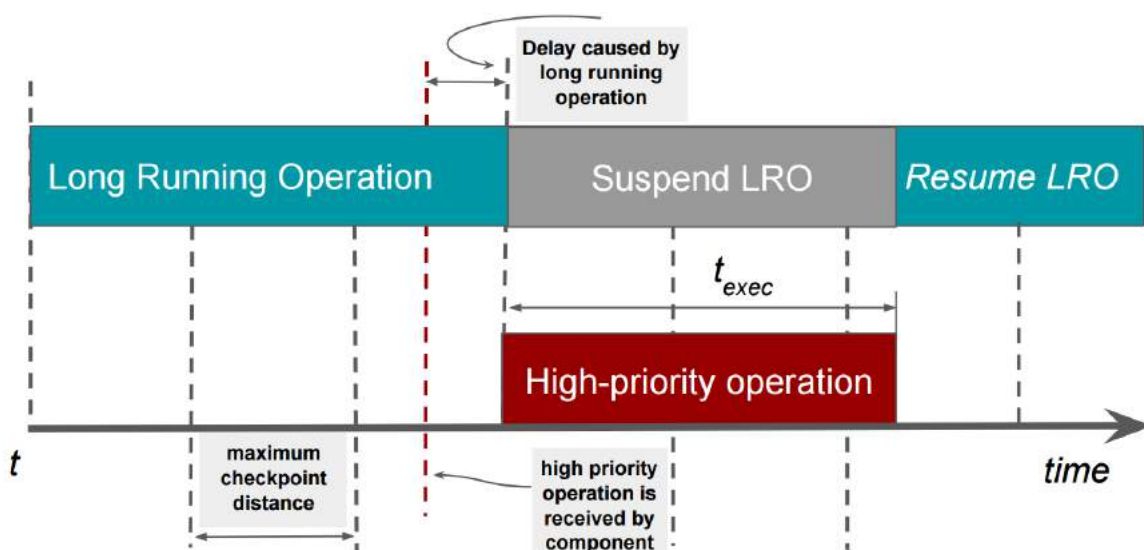 Delay caused by
long running
operation
Long Running Operation
Suspend LRO
Resume LRO
t_exec
High-priority operation
t
time
maximum
checkpoint
distance
high priority
operation is
received by
component